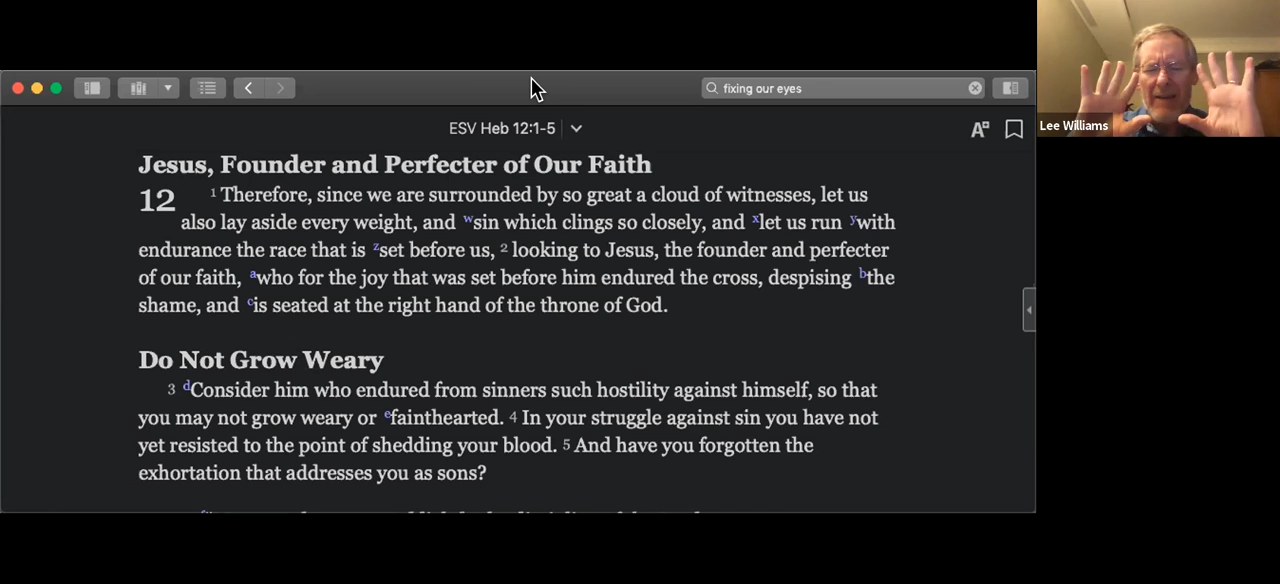 fixing our eyes
ESV Heb 12:1-5
A
Lee Williams
Jesus, Founder and Perfecter of Our Faith
12 1 Therefore, since we are surrounded by so great a cloud of witnesses, let us
also lay aside every weight, and w sin which clings so closely, and x let us run y with
endurance the race that is z set before us, 2 looking to Jesus, the founder and perfecter
of our faith, a who for the joy that was set before him endured the cross, despising b the
shame, and c is seated at the right hand of the throne of God.
Do Not Grow Weary
3 d Consider him who endured from sinners such hostility against himself, so that
you may not grow weary or e fainthearted. 4 In your struggle against sin you have not
yet resisted to the point of shedding your blood. 5 And have you forgotten the
exhortation that addresses you as sons?